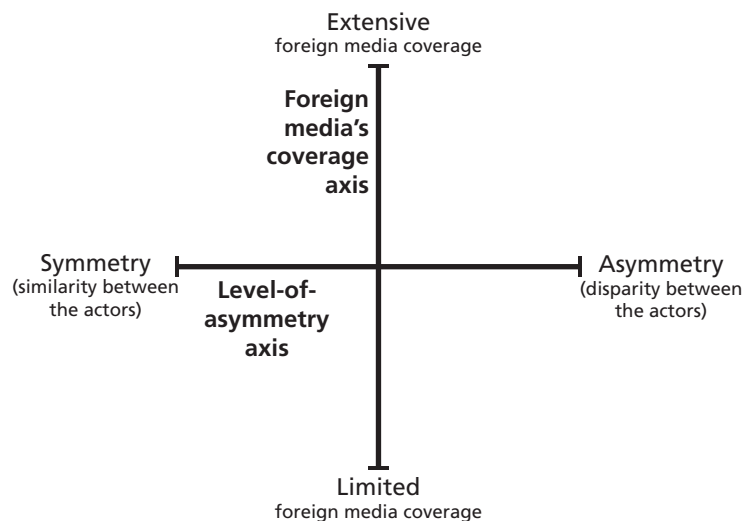 Extensive
foreign media coverage
Foreign
media's
coverage
axis
Symmetry
(similarity between
the actors)
Level-of-
asymmetry
axis
Asymmetry
(disparity between
the actors)
Limited
foreign media coverage